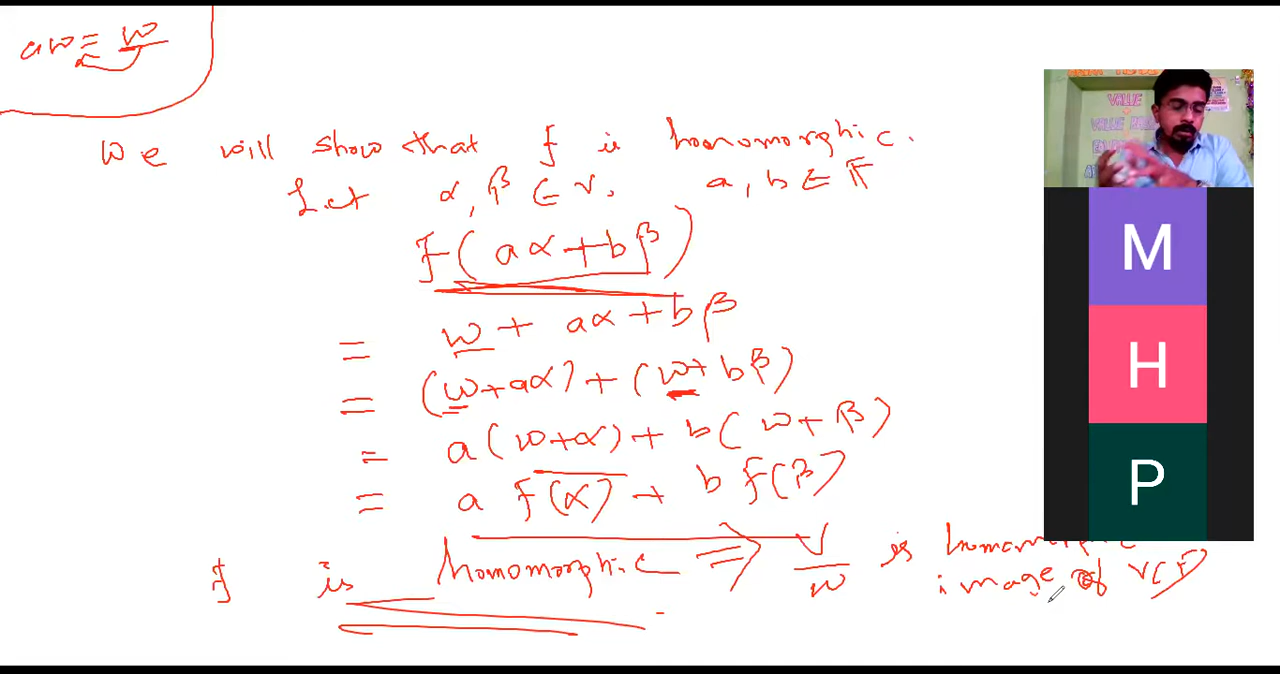 aw = w
We will show that f is homomorphic.
Let α, β ∈ V, a, b ∈ F
f(aα + bβ)
= w + aα + bβ
= (w + aα) + (w + bβ)
= a(w + α) + b(w + β)
= a f(α) + b f(β)
f is homomorphic ⇒ V/w is homomorphic
image of V(F)
VALUE
M
H
P